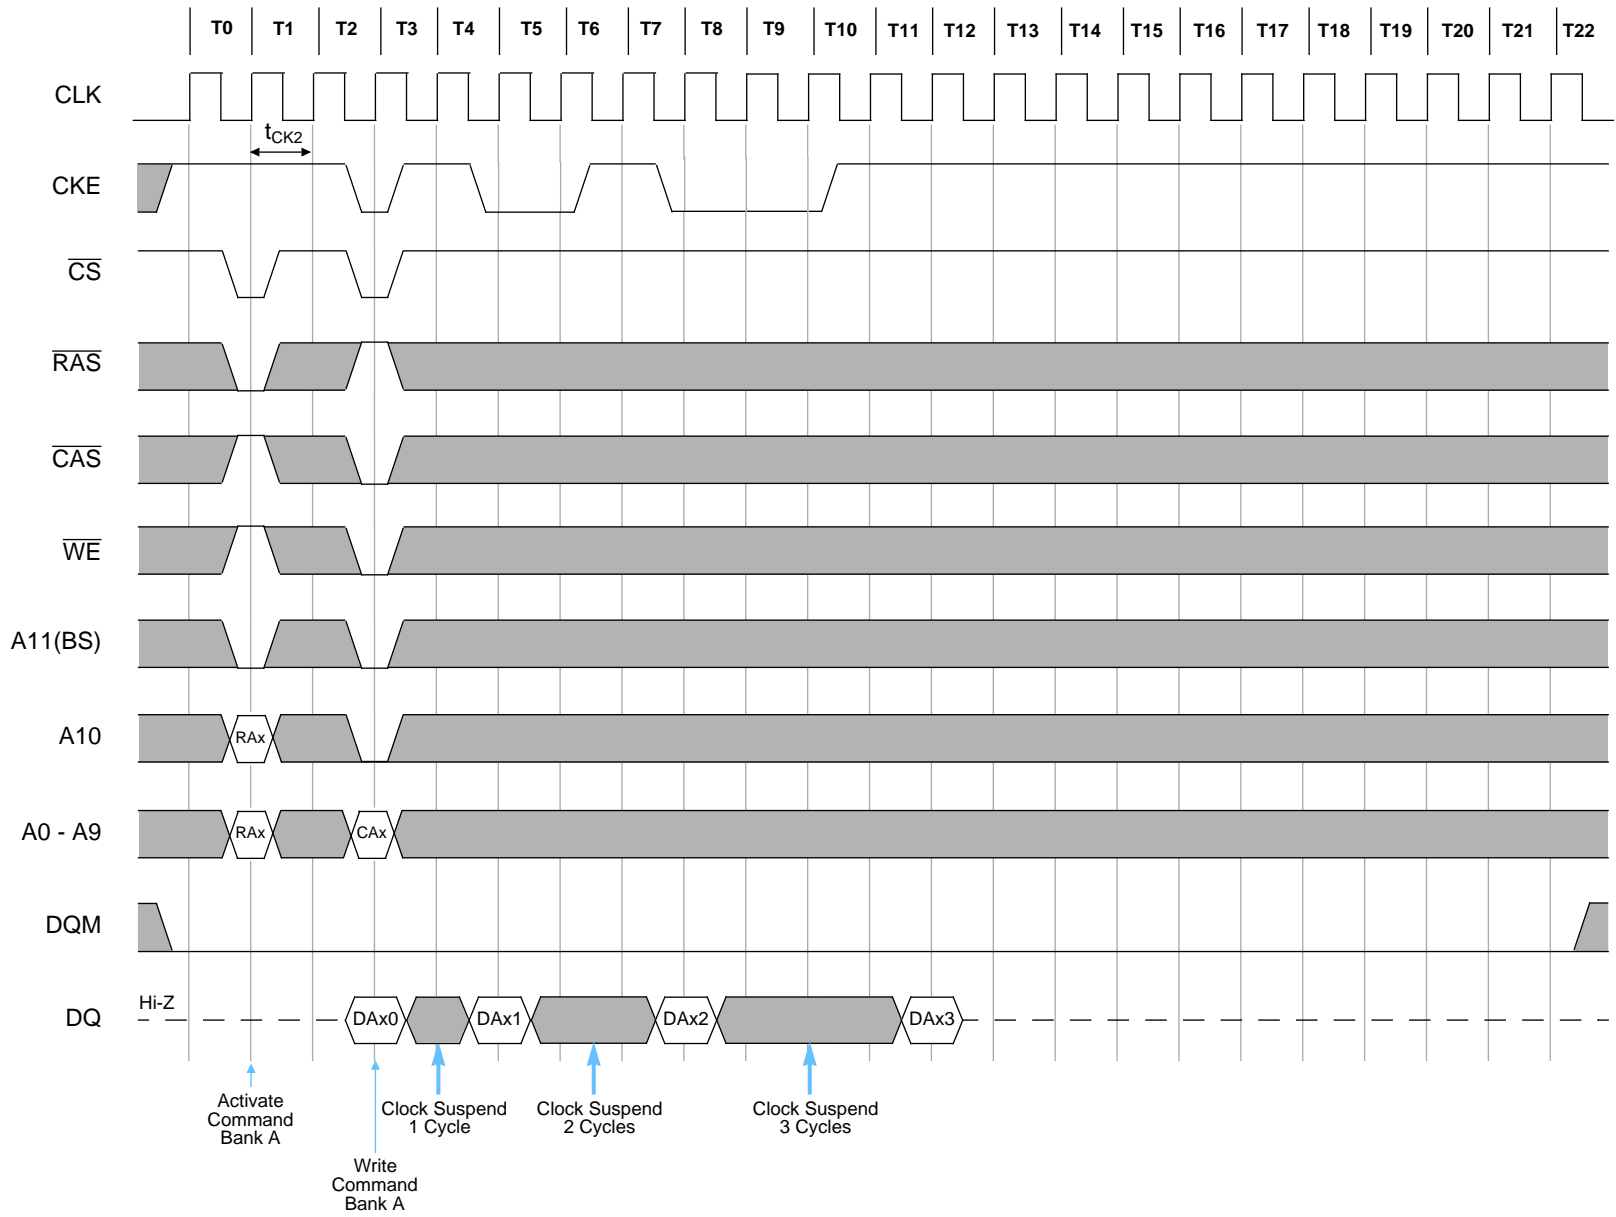 T0 T1 T2 T3 T4 T5 T6 T7 T8 T9 T10 T11 T12 T13 T14 T15 T16 T17 T18 T19 T20 T21 T22
CLK
tCK2
CKE
CS
RAS
CAS
WE
A11(BS)
A10
RAx
A0 - A9
RAx CAx
DQM
Hi-Z
DQ
DAx0 DAx1 DAx2 DAx3
Activate
Command
Bank A
Write
Command
Bank A
Clock Suspend
1 Cycle
Clock Suspend
2 Cycles
Clock Suspend
3 Cycles